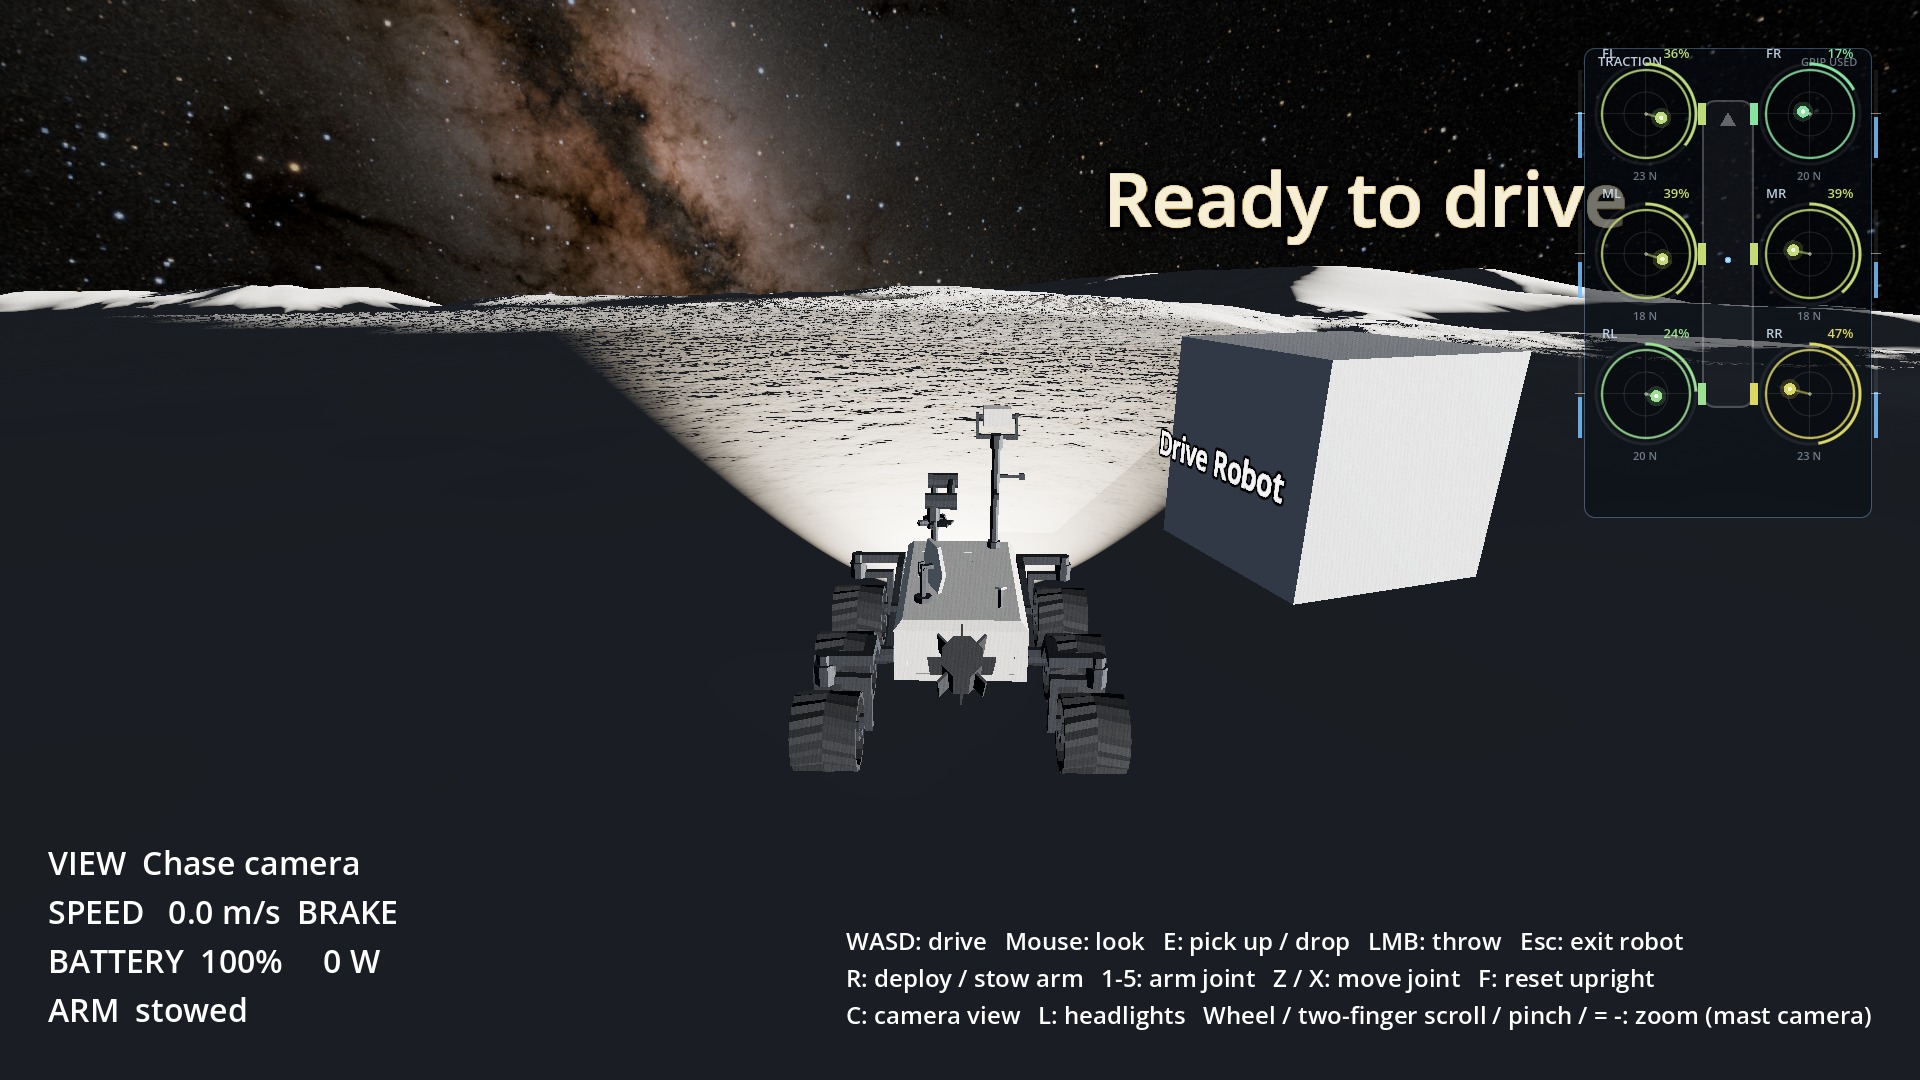 FL 36% FR 17%
TRACTION GRIP USED
23 N 20 N
Ready to drive
ML 39% MR 39%
18 N 18 N
RL 24% RR 47%
20 N 23 N
Drive Robot
VIEW Chase camera
SPEED 0.0 m/s BRAKE
BATTERY 100% 0 W
ARM stowed
WASD: drive Mouse: look E: pick up / drop LMB: throw Esc: exit robot
R: deploy / stow arm 1-5: arm joint Z / X: move joint F: reset upright
C: camera view L: headlights Wheel / two-finger scroll / pinch / = -: zoom (mast camera)